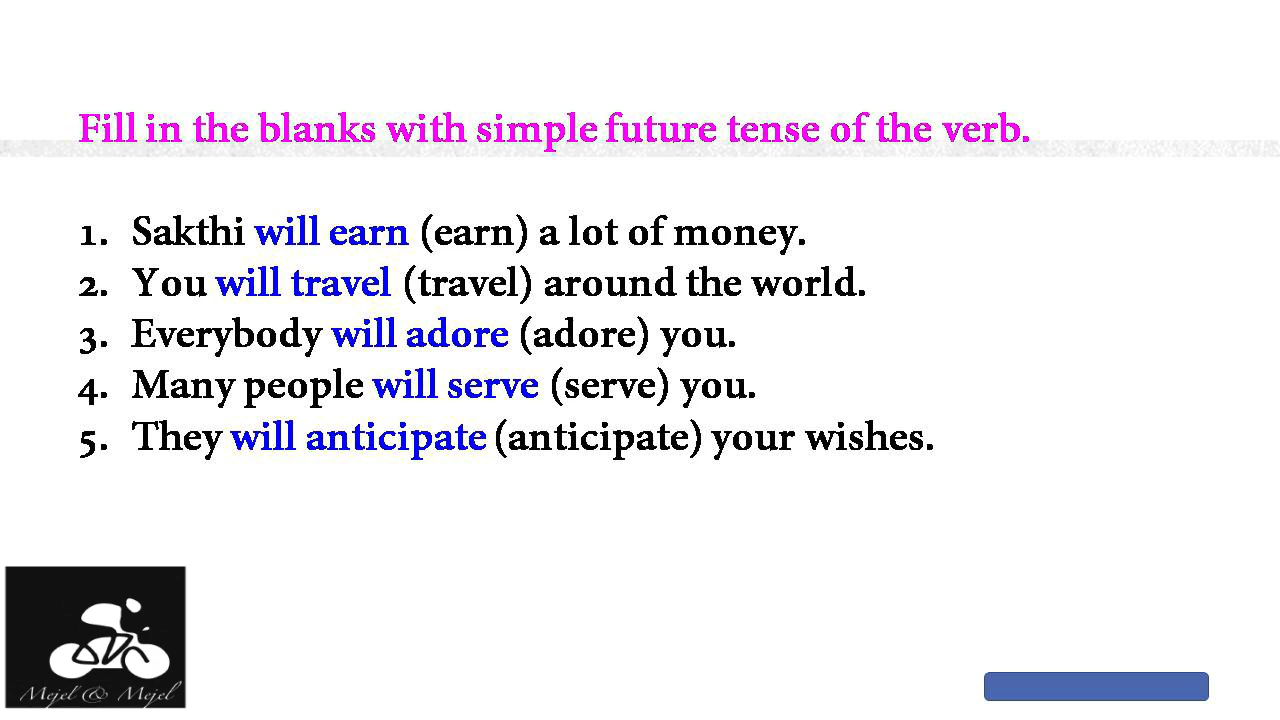 Fill in the blanks with simple future tense of the verb.
1. Sakthi will earn (earn) a lot of money.
2. You will travel (travel) around the world.
3. Everybody will adore (adore) you.
4. Many people will serve (serve) you.
5. They will anticipate (anticipate) your wishes.
Mejel & Mejel